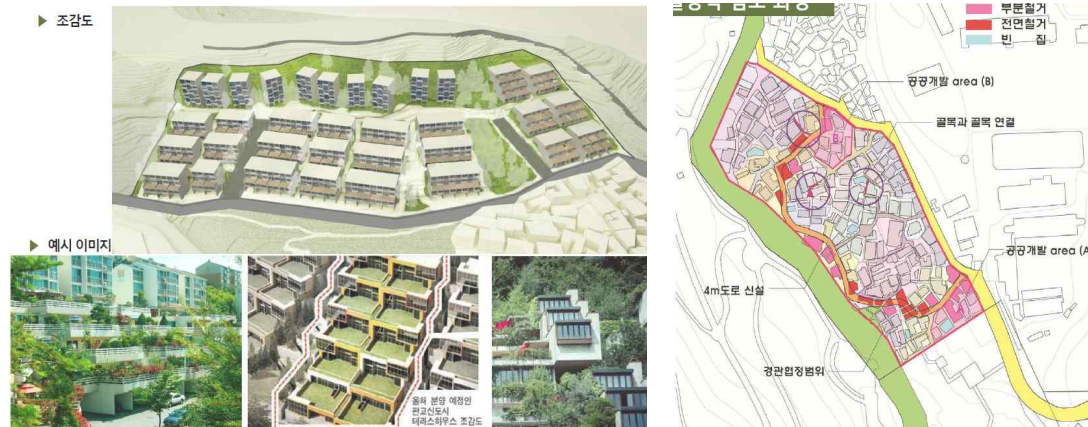 조감도
예시 이미지
올해 분양 예정인
판교신도시
테라스하우스 조감도
부분철거
전면철거
빈 집
공공개발 area (B)
골목과 골목 연결
공공개발 area (A
4m도로 신설
경관협정범위